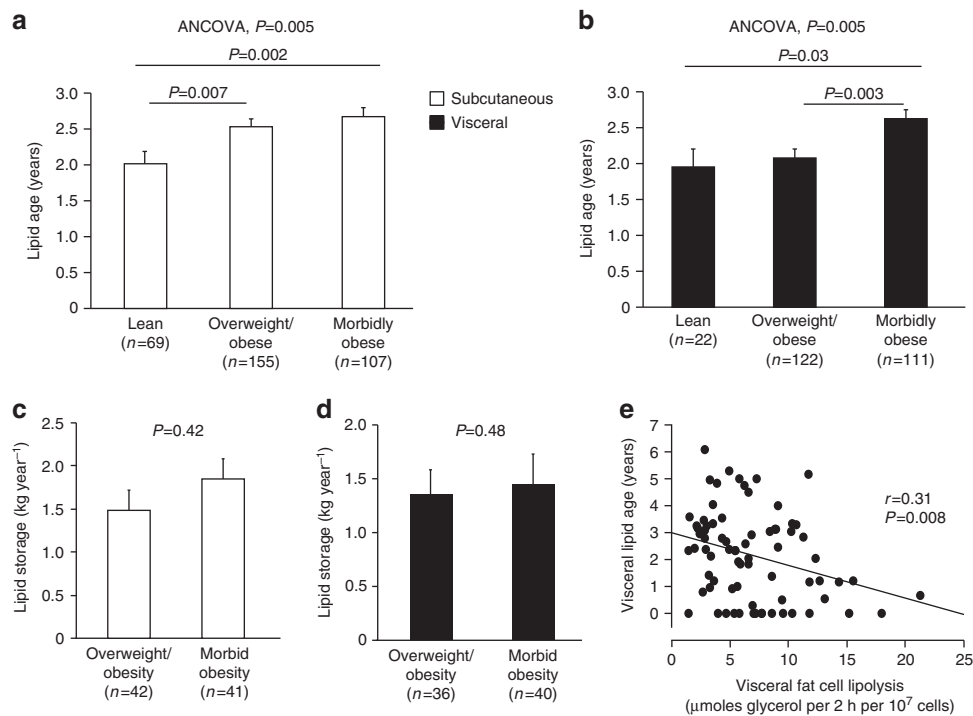 a
ANCOVA, P=0.005
P=0.002
P=0.007
3.0
2.5
2.0
1.5
1.0
0.5
0
Lipid age (years)
Lean
(n=69)
Overweight/
obese
(n=155)
Morbidly
obese
(n=107)
Subcutaneous
Visceral
b
ANCOVA, P=0.005
P=0.03
P=0.003
3.0
2.5
2.0
1.5
1.0
0.5
0
Lipid age (years)
Lean
(n=22)
Overweight/
obese
(n=122)
Morbidly
obese
(n=111)
c
P=0.42
2.5
2.0
1.5
1.0
0.5
0
Lipid storage (kg year⁻¹)
Overweight/
obesity
(n=42)
Morbid
obesity
(n=41)
d
P=0.48
2.0
1.5
1.0
0.5
0
Lipid storage (kg year⁻¹)
Overweight/
obesity
(n=36)
Morbid
obesity
(n=40)
e
7
6
5
4
3
2
1
0
Visceral lipid age (years)
r=0.31
P=0.008
0 5 10 15 20 25
Visceral fat cell lipolysis
(μmoles glycerol per 2 h per 10⁷ cells)